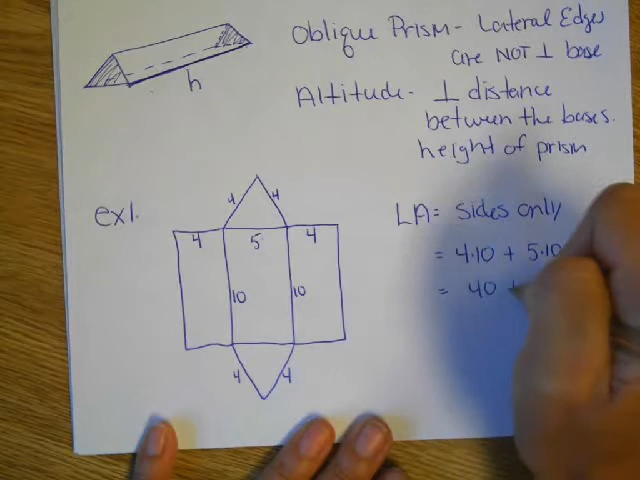 Oblique Prism - Lateral Edges
are NOT ⊥ base
h
Altitude - ⊥ distance
between the bases.
height of prism
ex1.
4 4
4 5 4
10 10
4 4
LA = sides only
= 4·10 + 5·10
= 40 +